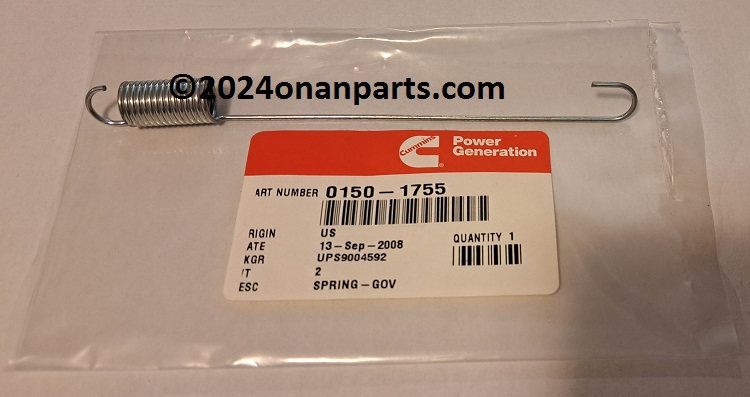 ©2024onanparts.com
Cummins
Power
Generation
ART NUMBER 0150-1755
RIGIN US
ATE 13-Sep-2008 QUANTITY 1
KGR UPS9004592
/T 2
ESC SPRING-GOV